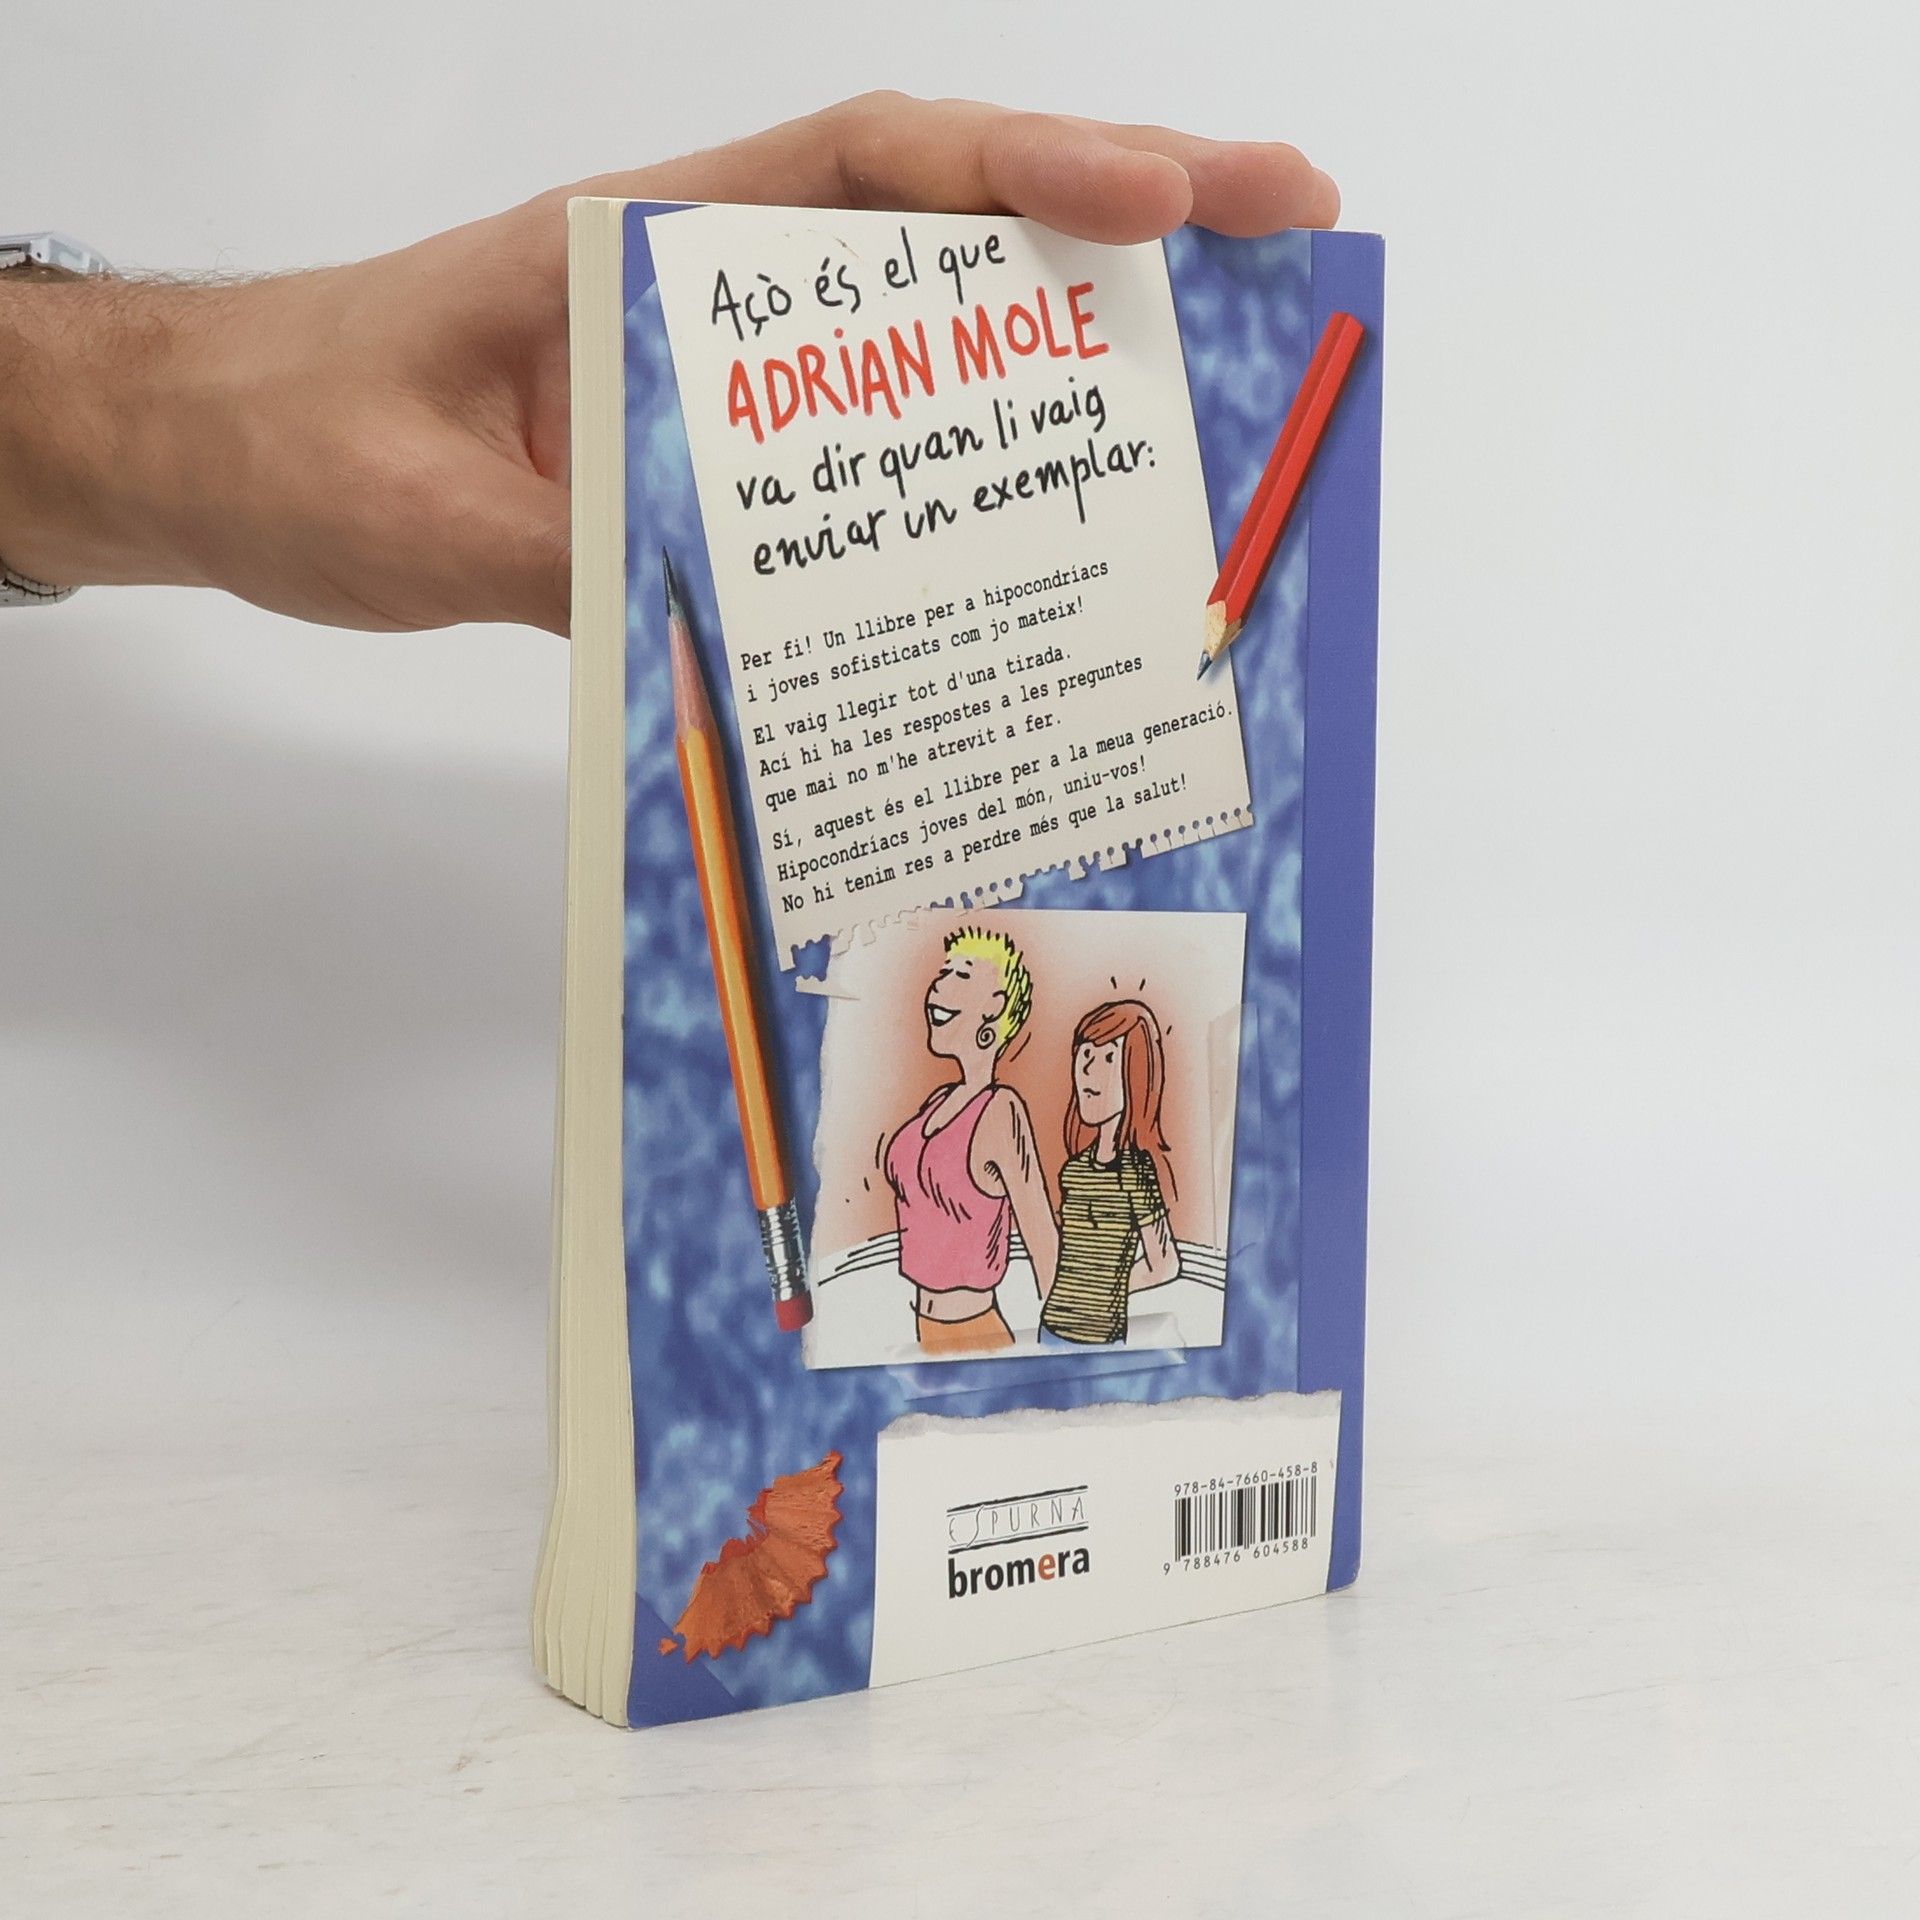 Açò és el que
ADRiAN MOLE
va dir quan li vaig
enviar un exemplar:
Per fi! Un llibre per a hipocondríacs
i joves sofisticats com jo mateix!
El vaig llegir tot d'una tirada.
Ací hi ha les respostes a les preguntes
que mai no m'he atrevit a fer.
Sí, aquest és el llibre per a la meua generació.
Hipocondríacs joves del món, uniu-vos!
No hi tenim res a perdre més que la salut!
ESPURNA
bromera
978-84-7660-458-8
9 788476 604588